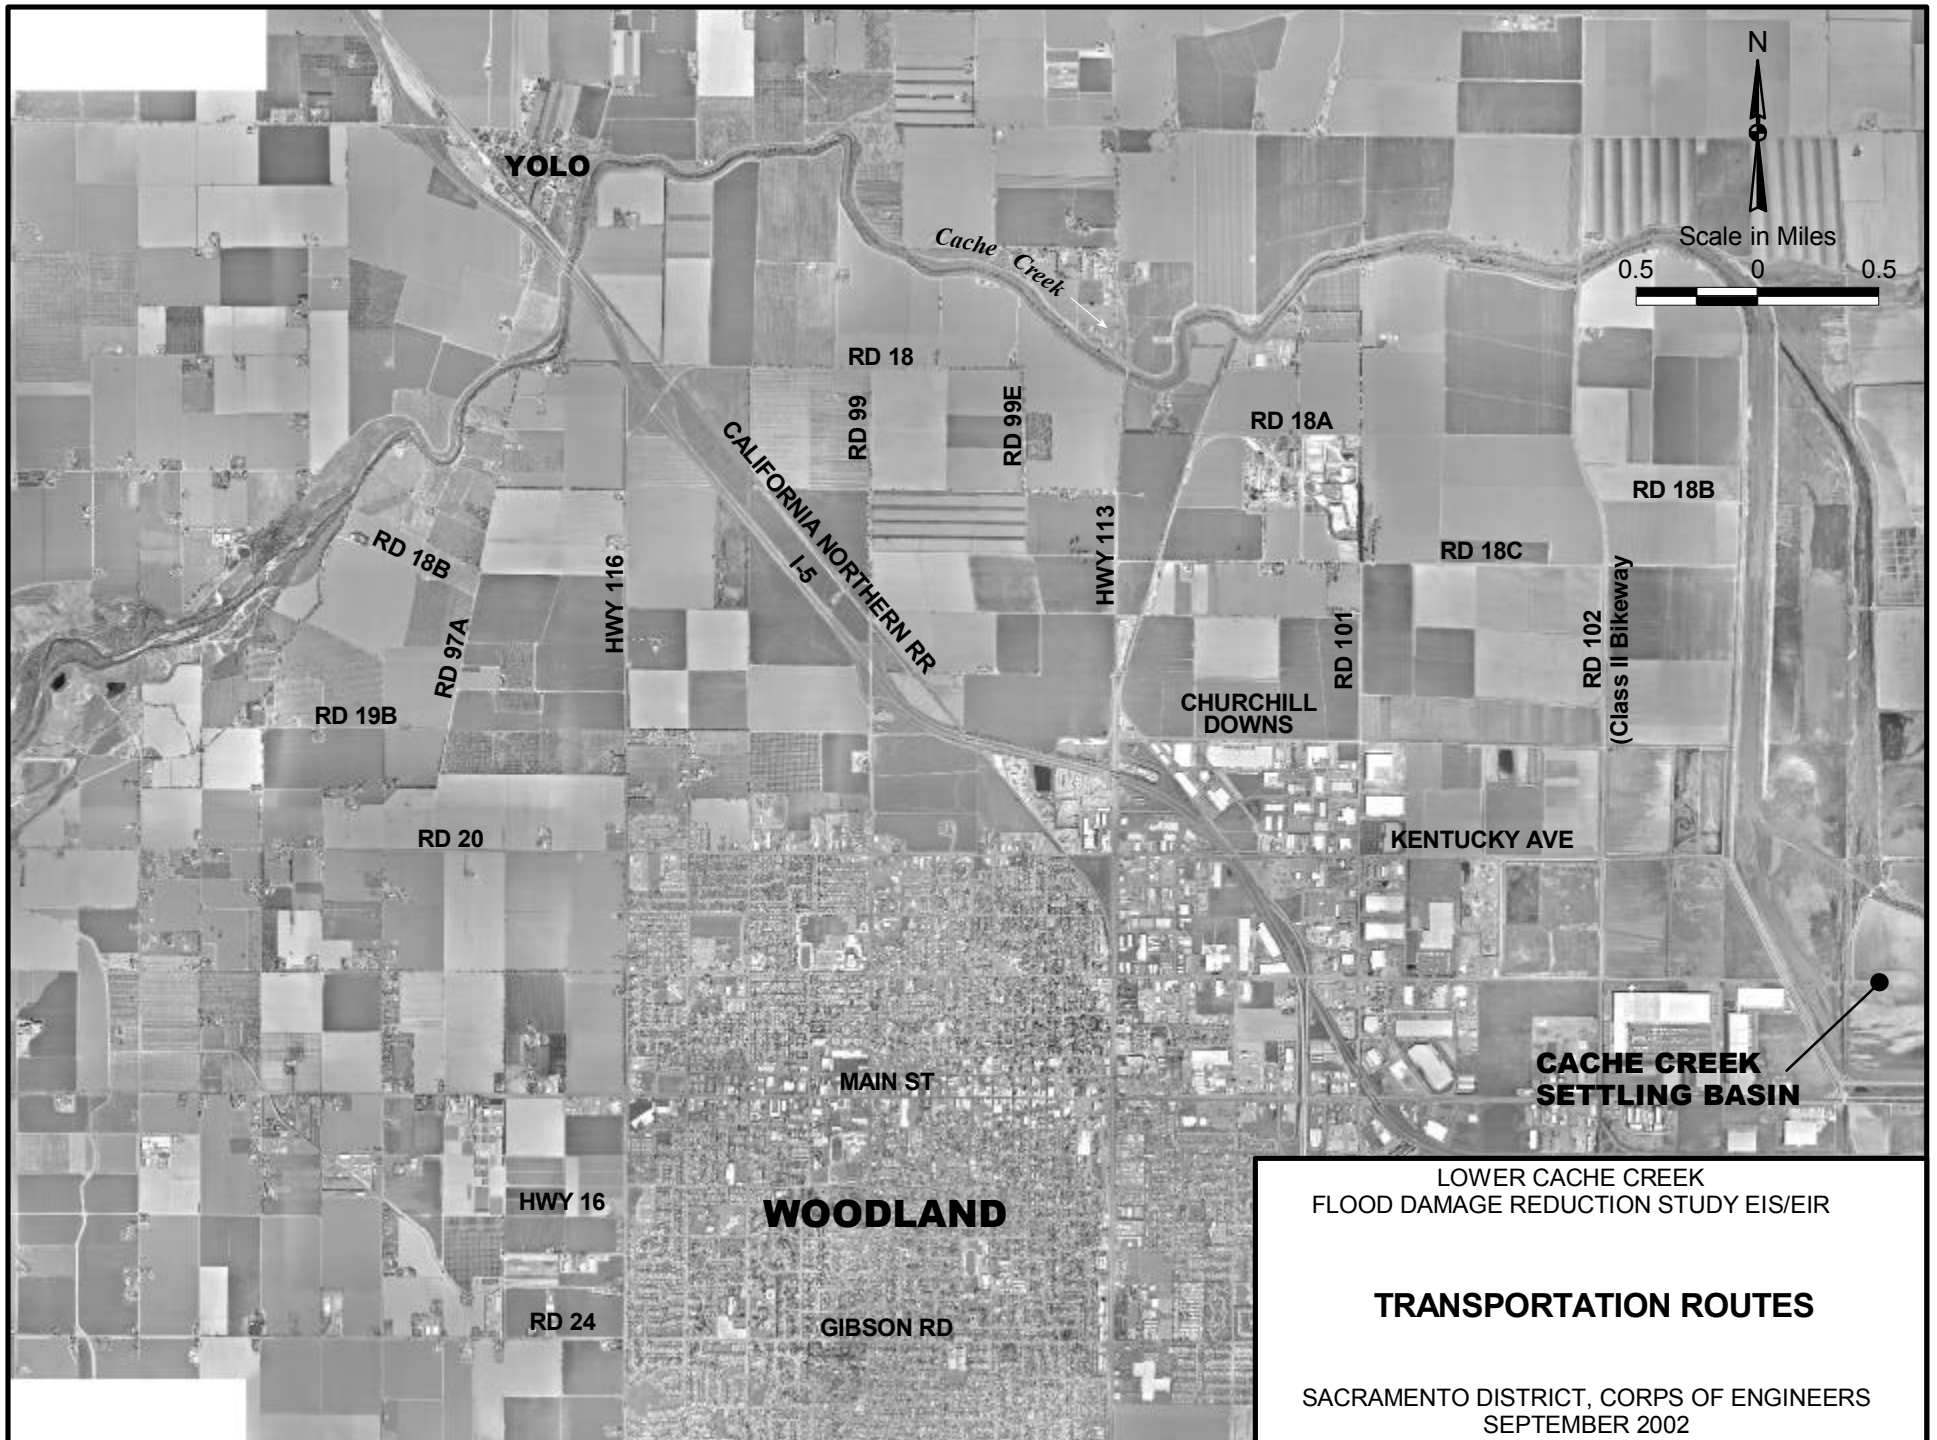 N
YOLO
Scale in Miles
0.5 0 0.5
Cache Creek
RD 18
RD 99
RD 99E
RD 18A
CALIFORNIA NORTHERN RR
I-5
RD 18B
RD 18B
HWY 113
RD 18C
HWY 116
RD 97A
RD 101
RD 102
(Class II Bikeway
RD 19B
CHURCHILL
DOWNS
RD 20
KENTUCKY AVE
MAIN ST
CACHE CREEK
SETTLING BASIN
HWY 16
WOODLAND
RD 24
GIBSON RD
LOWER CACHE CREEK
FLOOD DAMAGE REDUCTION STUDY EIS/EIR
TRANSPORTATION ROUTES
SACRAMENTO DISTRICT, CORPS OF ENGINEERS
SEPTEMBER 2002